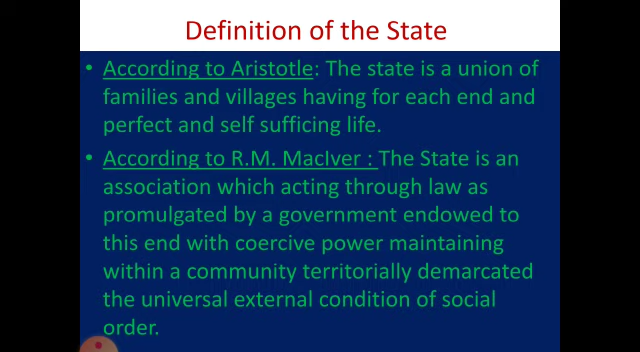 Definition of the State
• According to Aristotle: The state is a union of
families and villages having for each end and
perfect and self sufficing life.
• According to R.M. MacIver : The State is an
association which acting through law as
promulgated by a government endowed to
this end with coercive power maintaining
within a community territorially demarcated
the universal external condition of social
order.